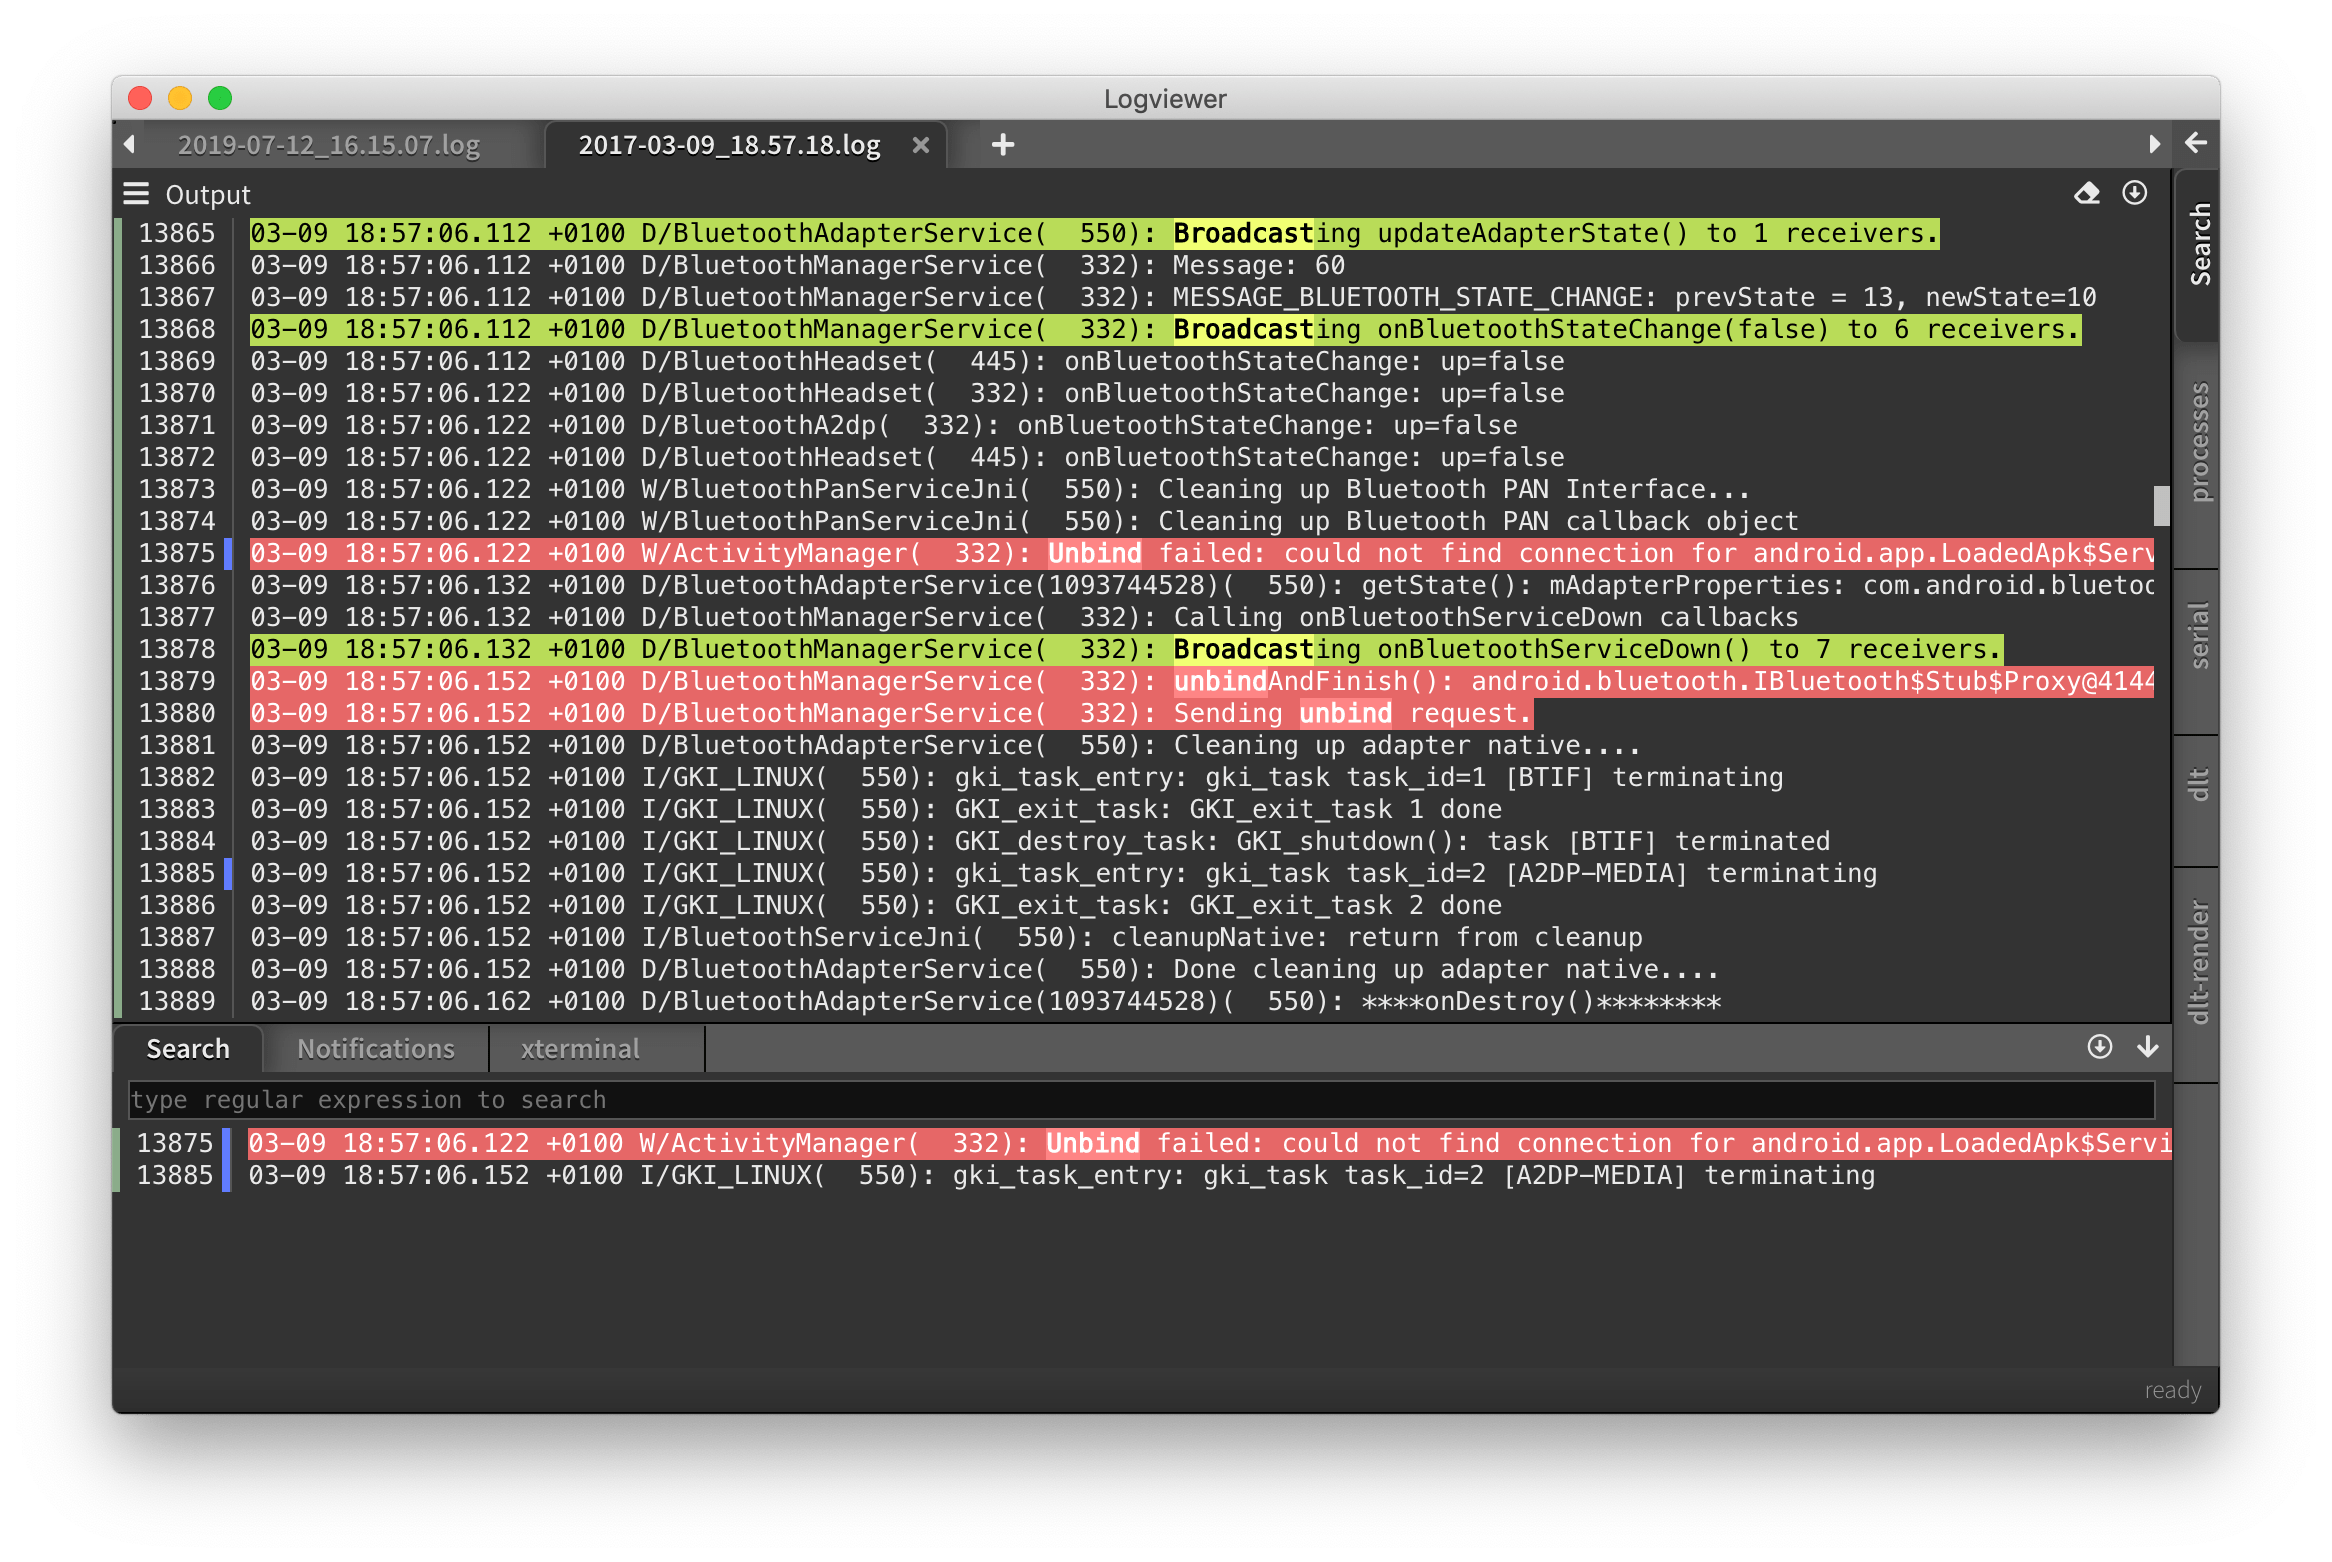 Logviewer
2019-07-12_16.15.07.log
2017-03-09_18.57.18.log
Output
13865 03-09 18:57:06.112 +0100 D/BluetoothAdapterService(  550): Broadcasting updateAdapterState() to 1 receivers.
13866 03-09 18:57:06.112 +0100 D/BluetoothManagerService(  332): Message: 60
13867 03-09 18:57:06.112 +0100 D/BluetoothManagerService(  332): MESSAGE_BLUETOOTH_STATE_CHANGE: prevState = 13, newState=10
13868 03-09 18:57:06.112 +0100 D/BluetoothManagerService(  332): Broadcasting onBluetoothStateChange(false) to 6 receivers.
13869 03-09 18:57:06.112 +0100 D/BluetoothHeadset(  445): onBluetoothStateChange: up=false
13870 03-09 18:57:06.122 +0100 D/BluetoothHeadset(  332): onBluetoothStateChange: up=false
13871 03-09 18:57:06.122 +0100 D/BluetoothA2dp(  332): onBluetoothStateChange: up=false
13872 03-09 18:57:06.122 +0100 D/BluetoothHeadset(  445): onBluetoothStateChange: up=false
13873 03-09 18:57:06.122 +0100 W/BluetoothPanServiceJni(  550): Cleaning up Bluetooth PAN Interface...
13874 03-09 18:57:06.122 +0100 W/BluetoothPanServiceJni(  550): Cleaning up Bluetooth PAN callback object
13875 03-09 18:57:06.122 +0100 W/ActivityManager(  332): Unbind failed: could not find connection for android.app.LoadedApk$Serv
13876 03-09 18:57:06.132 +0100 D/BluetoothAdapterService(1093744528)(  550): getState(): mAdapterProperties: com.android.bluetoo
13877 03-09 18:57:06.132 +0100 D/BluetoothManagerService(  332): Calling onBluetoothServiceDown callbacks
13878 03-09 18:57:06.132 +0100 D/BluetoothManagerService(  332): Broadcasting onBluetoothServiceDown() to 7 receivers.
13879 03-09 18:57:06.152 +0100 D/BluetoothManagerService(  332): unbindAndFinish(): android.bluetooth.IBluetooth$Stub$Proxy@4144
13880 03-09 18:57:06.152 +0100 D/BluetoothManagerService(  332): Sending unbind request.
13881 03-09 18:57:06.152 +0100 D/BluetoothAdapterService(  550): Cleaning up adapter native....
13882 03-09 18:57:06.152 +0100 I/GKI_LINUX(  550): gki_task_entry: gki_task task_id=1 [BTIF] terminating
13883 03-09 18:57:06.152 +0100 I/GKI_LINUX(  550): GKI_exit_task: GKI_exit_task 1 done
13884 03-09 18:57:06.152 +0100 I/GKI_LINUX(  550): GKI_destroy_task: GKI_shutdown(): task [BTIF] terminated
13885 03-09 18:57:06.152 +0100 I/GKI_LINUX(  550): gki_task_entry: gki_task task_id=2 [A2DP-MEDIA] terminating
13886 03-09 18:57:06.152 +0100 I/GKI_LINUX(  550): GKI_exit_task: GKI_exit_task 2 done
13887 03-09 18:57:06.152 +0100 I/BluetoothServiceJni(  550): cleanupNative: return from cleanup
13888 03-09 18:57:06.152 +0100 D/BluetoothAdapterService(  550): Done cleaning up adapter native....
13889 03-09 18:57:06.162 +0100 D/BluetoothAdapterService(1093744528)(  550): ****onDestroy()********
Search
processes
serial
dlt
dlt-render
Search
Notifications
xterminal
type regular expression to search
13875 03-09 18:57:06.122 +0100 W/ActivityManager(  332): Unbind failed: could not find connection for android.app.LoadedApk$Servi
13885 03-09 18:57:06.152 +0100 I/GKI_LINUX(  550): gki_task_entry: gki_task task_id=2 [A2DP-MEDIA] terminating
ready